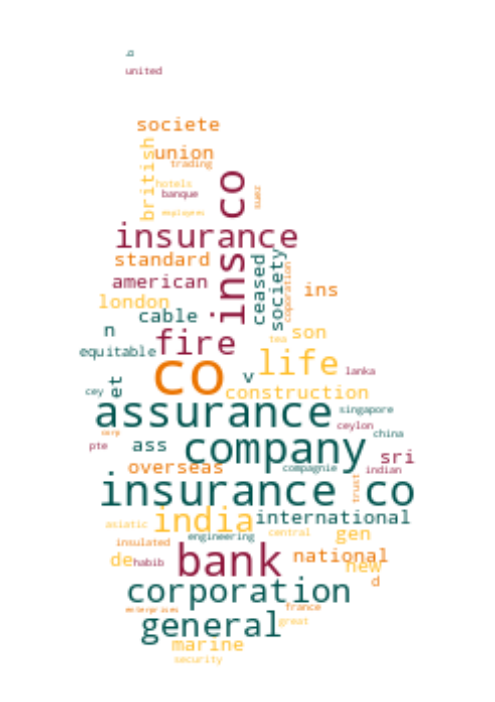 united
societe
british
union
trading
hotels
banque
employees
co
insurance
standard
american
london
cable
ins
ceased
society
coporation
ins
n
fire
son
tea
equitable
co
life
lanka
v
cey
et
construction
assurance
singapore
ceylon
china
corp
pte
ass
company
sri
overseas
compagnie
indian
insurance co
trust
india
international
asiatic
engineering
central
gen
insulated
de
habib
bank
national
new
d
corporation
enterprises
france
general
great
marine
security